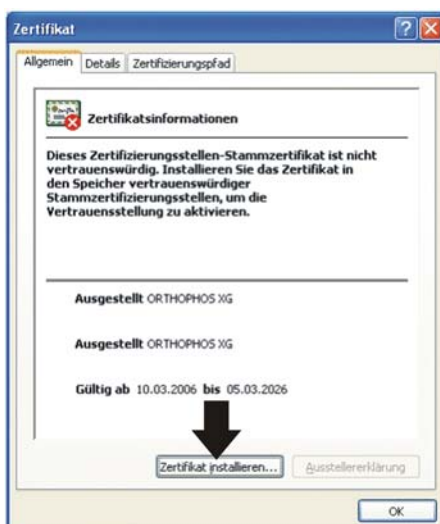 Zertifikat
Allgemein Details Zertifizierungspfad
Zertifikatsinformationen
Dieses Zertifizierungsstellen-Stammzertifikat ist nicht
vertrauenswürdig. Installieren Sie das Zertifikat in
den Speicher vertrauenswürdiger
Stammzertifizierungsstellen, um die
Vertrauensstellung zu aktivieren.
Ausgestellt ORTHOPHOS XG
Ausgestellt ORTHOPHOS XG
Gültig ab 10.03.2006 bis 05.03.2026
Zertifikat installieren... Ausstellererklärung
OK